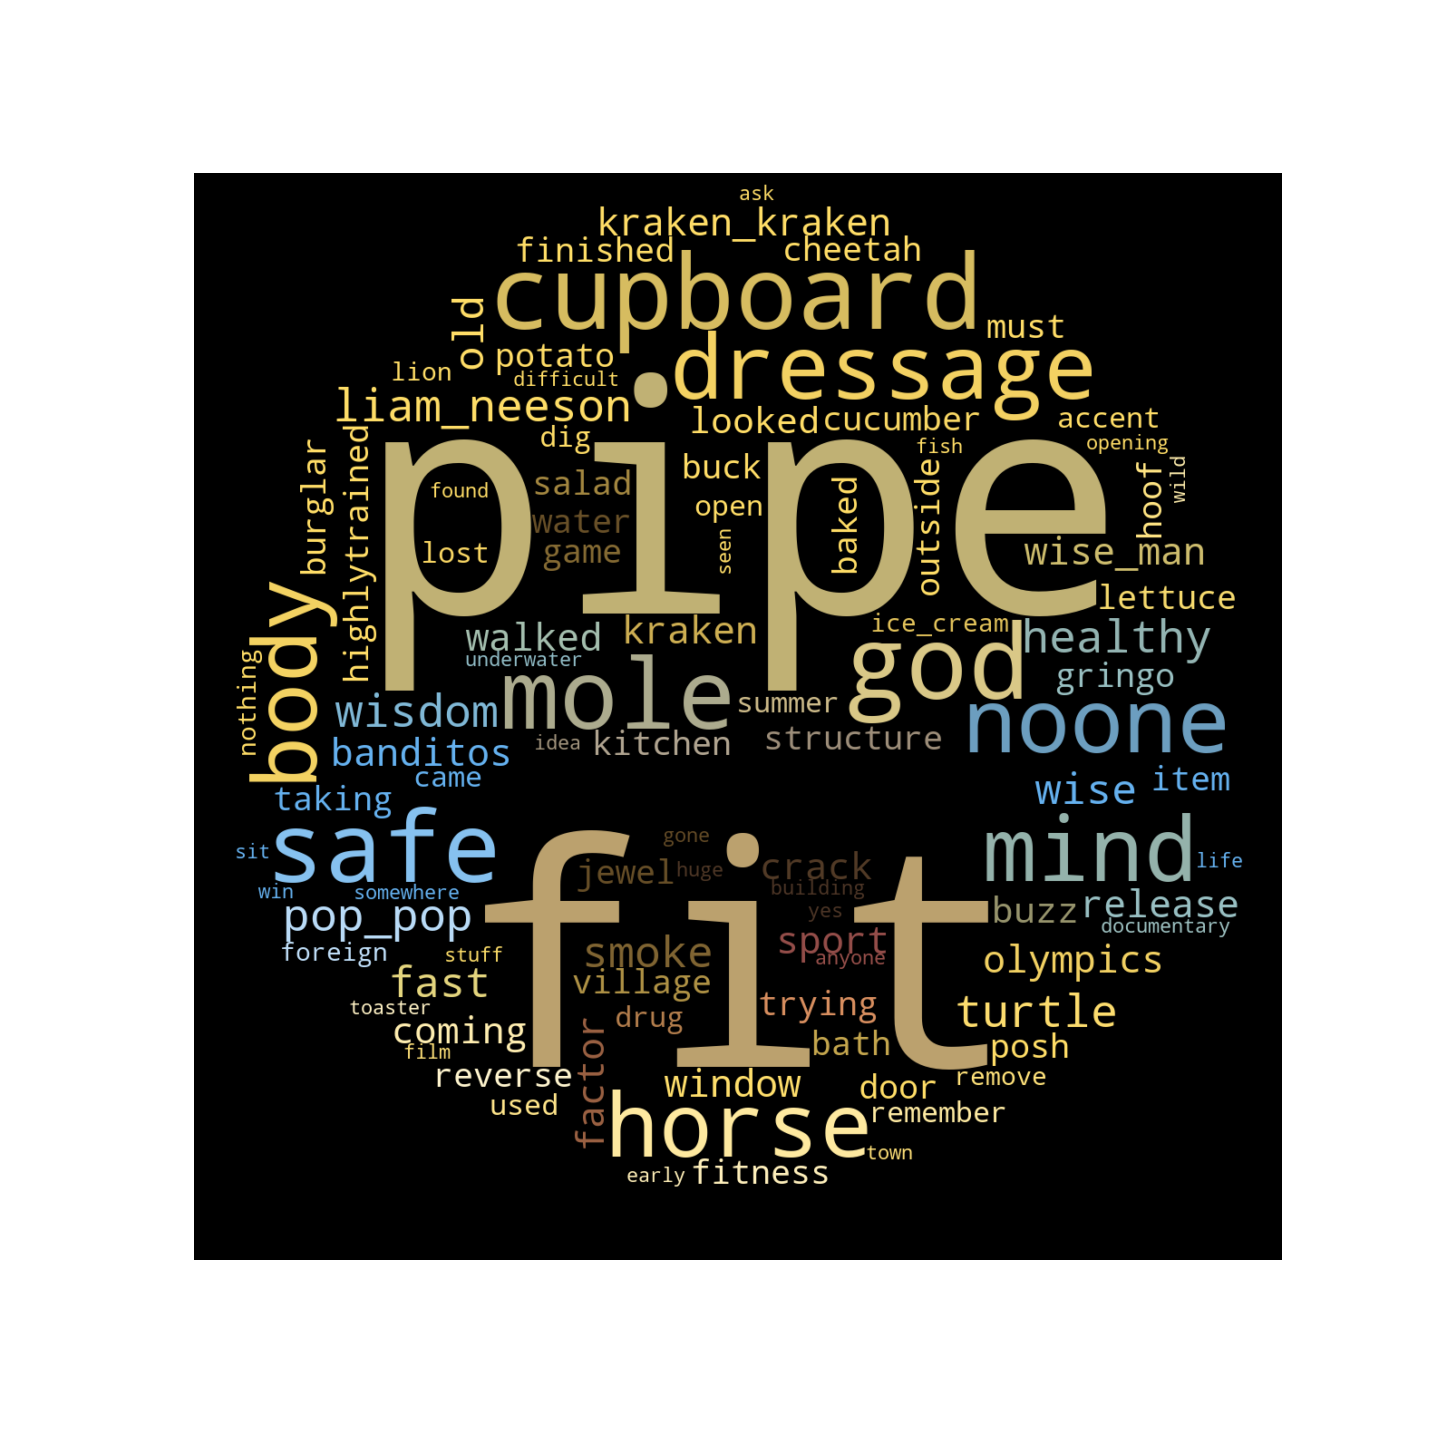 ask
kraken_kraken
finished
cheetah
cupboard
old
must
potato
dressage
lion
difficult
liam_neeson
looked
cucumber
accent
dig
fish
opening
burglar
highlytrained
pipe
buck
found
salad
open
baked
outside
hoof
wild
water
lost
game
seen
wise_man
lettuce
body
walked
kraken
ice_cream
healthy
underwater
mole
god
gringo
nothing
wisdom
summer
noone
banditos
idea
kitchen
structure
came
taking
wise
item
safe
fit
gone
mind
sit
jewel
huge
crack
life
win
somewhere
building
pop_pop
yes
buzz
release
documentary
foreign
stuff
smoke
sport
anyone
olympics
fast
village
toaster
drug
trying
turtle
coming
factor
bath
posh
film
reverse
window
door
remove
used
horse
remember
town
early
fitness